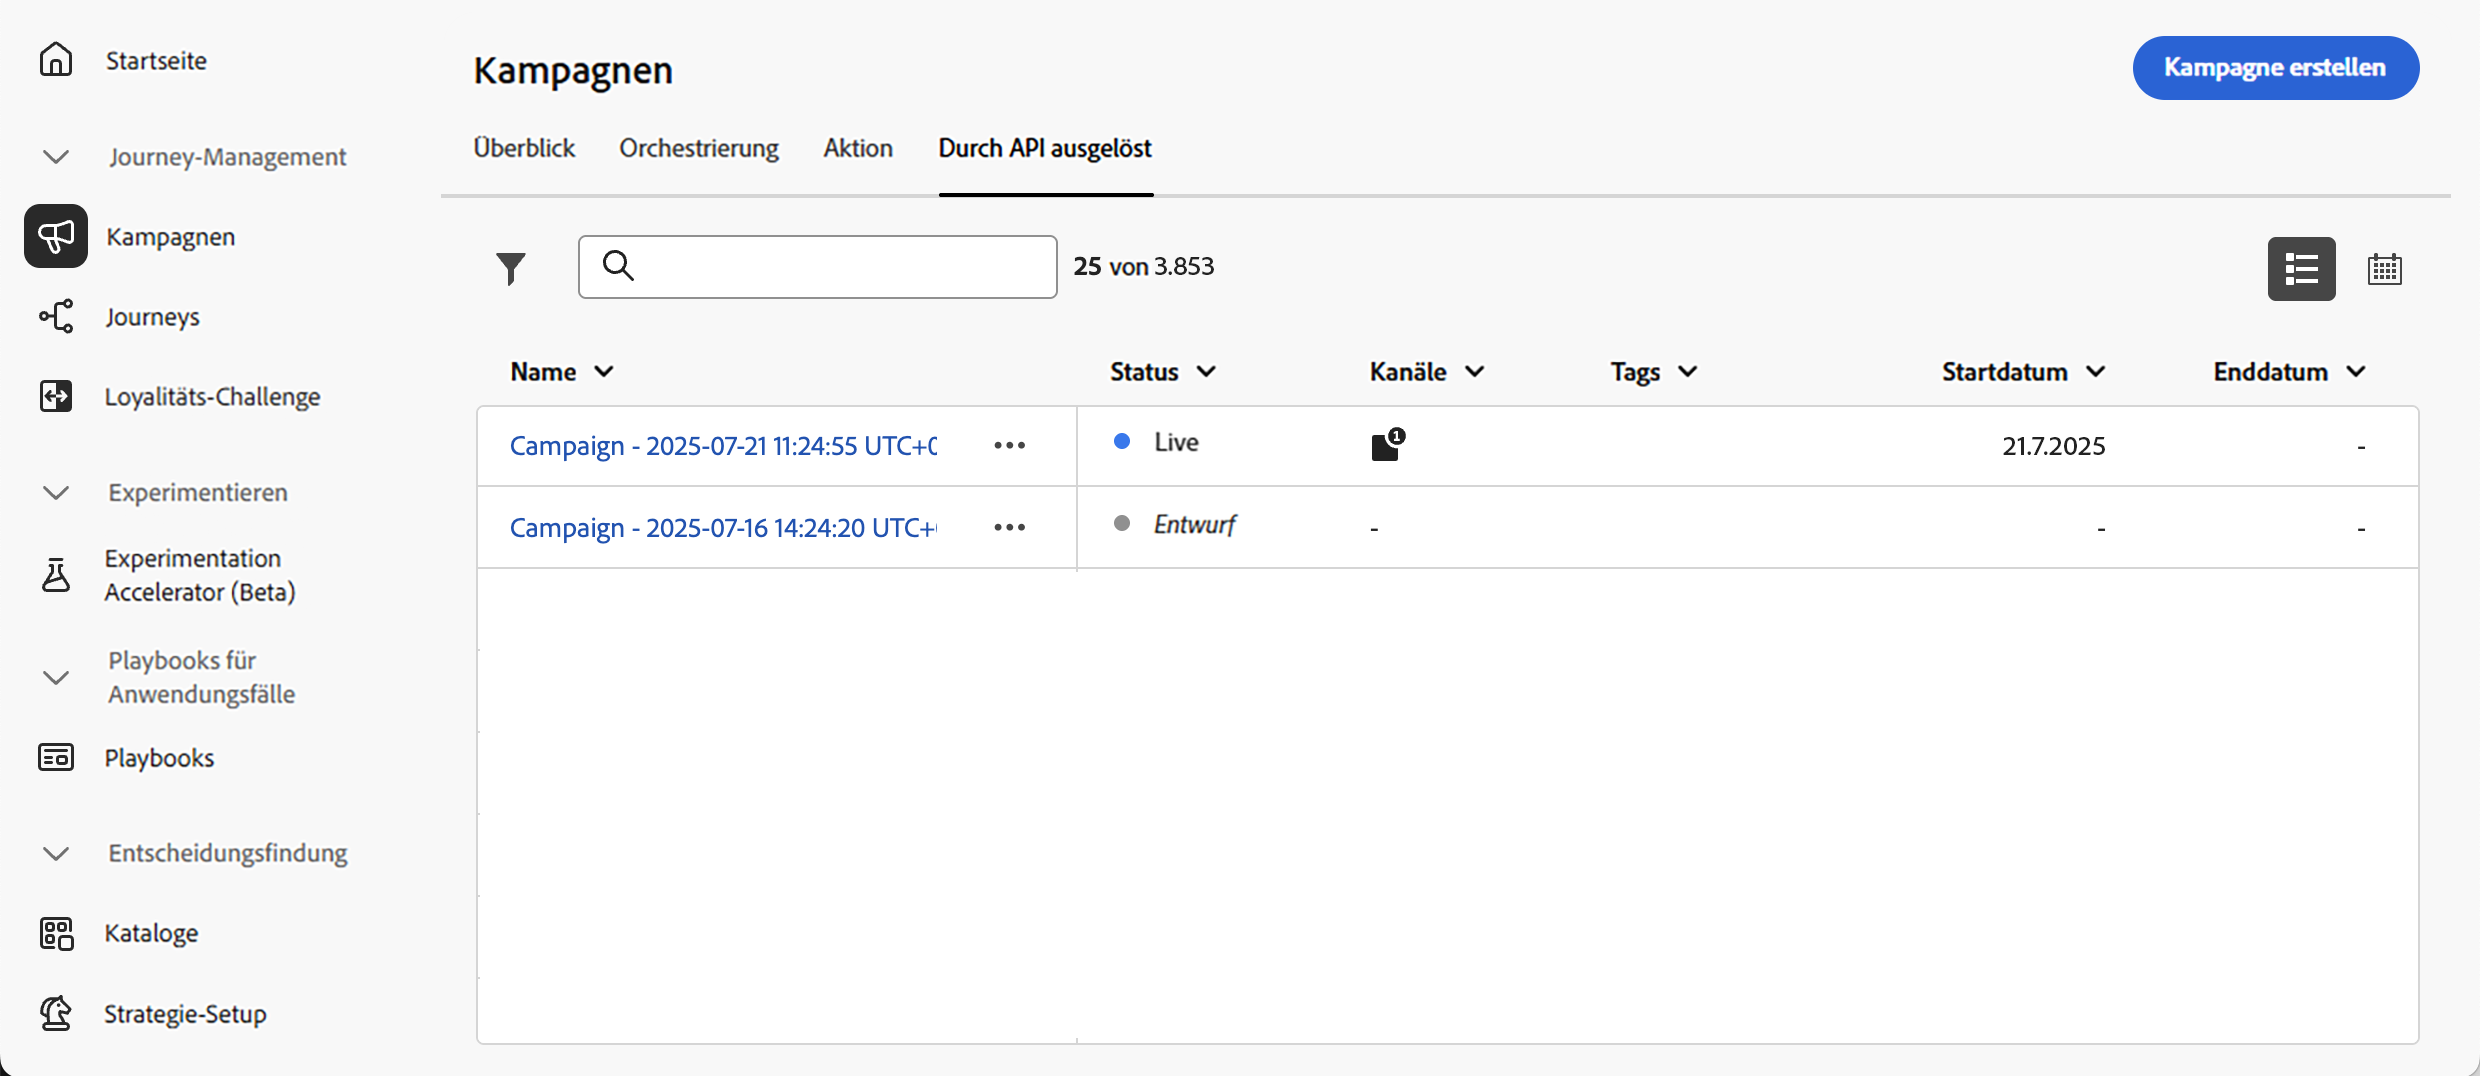 Startseite
Journey-Management
Kampagnen
Journeys
Loyalitäts-Challenge
Experimentieren
Experimentation
Accelerator (Beta)
Playbooks für
Anwendungsfälle
Playbooks
Entscheidungsfindung
Kataloge
Strategie-Setup
Kampagnen
Kampagne erstellen
Überblick Orchestrierung Aktion Durch API ausgelöst
25 von 3.853
Name Status Kanäle Tags Startdatum Enddatum
Campaign - 2025-07-21 11:24:55 UTC+0 ••• Live 1 21.7.2025 -
Campaign - 2025-07-16 14:24:20 UTC+ ••• Entwurf - - -